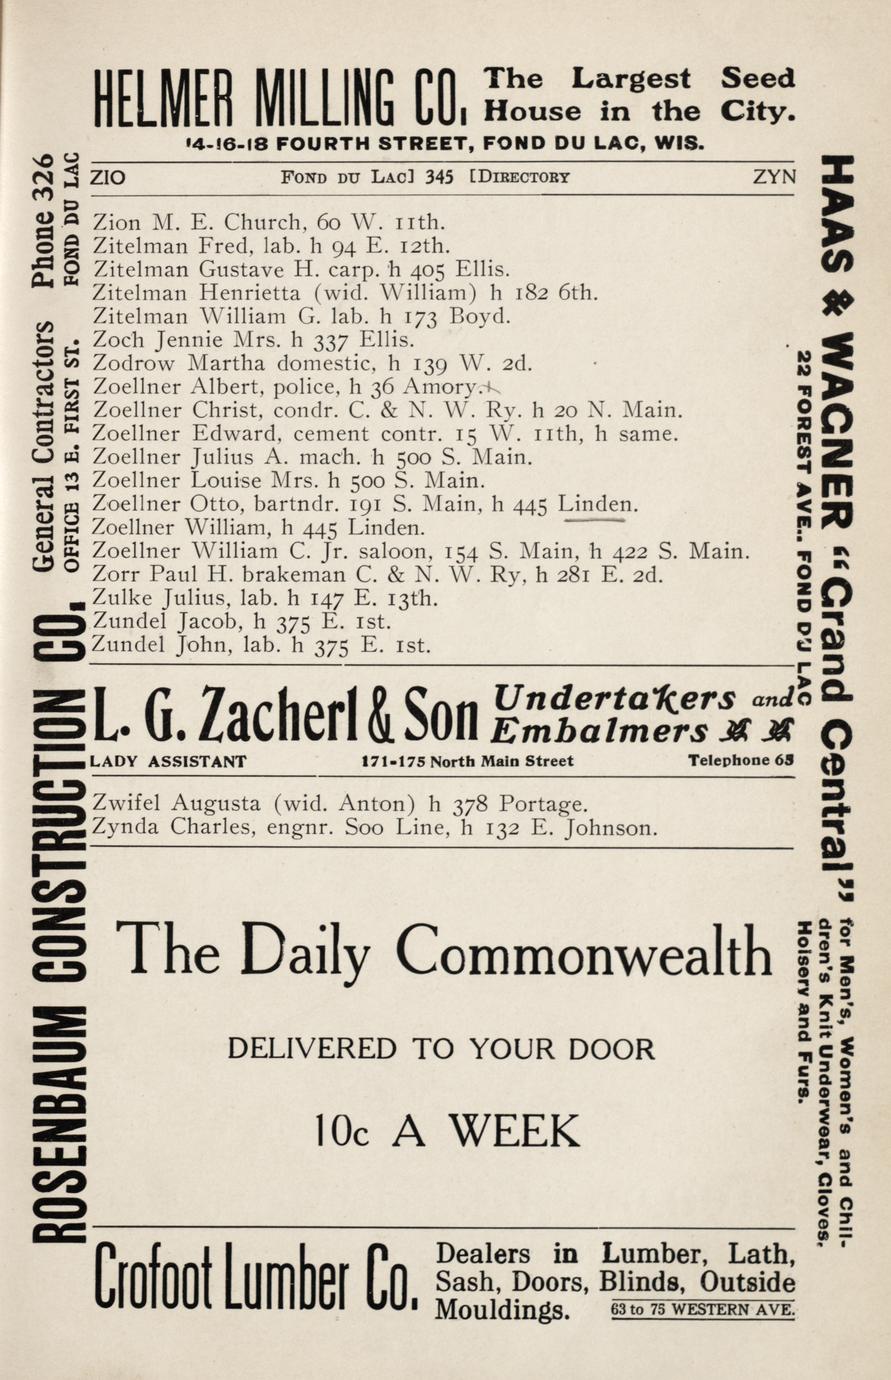 HELMER MILLING CO. The Largest Seed
House in the City.
14-16-18 FOURTH STREET, FOND DU LAC, WIS.
ZIO FOND DU LAC] 345 [DIRECTORY ZYN
Zion M. E. Church, 60 W. 11th.
Zitelman Fred, lab. h 94 E. 12th.
Zitelman Gustave H. carp. h 405 Ellis.
Zitelman Henrietta (wid. William) h 182 6th.
Zitelman William G. lab. h 173 Boyd.
Zoch Jennie Mrs. h 337 Ellis.
Zodrow Martha domestic, h 139 W. 2d.
Zoellner Albert, police, h 36 Amory.
Zoellner Christ, condr. C. & N. W. Ry. h 20 N. Main.
Zoellner Edward, cement contr. 15 W. 11th, h same.
Zoellner Julius A. mach. h 500 S. Main.
Zoellner Louise Mrs. h 500 S. Main.
Zoellner Otto, bartndr. 191 S. Main, h 445 Linden.
Zoellner William, h 445 Linden.
Zoellner William C. Jr. saloon, 154 S. Main, h 422 S. Main.
Zorr Paul H. brakeman C. & N. W. Ry, h 281 E. 2d.
Zulke Julius, lab. h 147 E. 13th.
Zundel Jacob, h 375 E. 1st.
Zundel John, lab. h 375 E. 1st.
L. G. Zacherl & Son Undertakers and
Embalmers
LADY ASSISTANT 171-175 North Main Street Telephone 63
Zwifel Augusta (wid. Anton) h 378 Portage.
Zynda Charles, engnr. Soo Line, h 132 E. Johnson.
The Daily Commonwealth
DELIVERED TO YOUR DOOR
10c A WEEK
Crofoot Lumber Co. Dealers in Lumber, Lath,
Sash, Doors, Blinds, Outside
Mouldings. 63 to 75 WESTERN AVE.
ROSENBAUM CONSTRUCTION CO. General Contractors Phone 326
OFFICE 13 E. FIRST ST. FOND DU LAC
HAAS WAGNER "Grand Central" for Men's, Women's and Chil-
dren's Knit Underwear, Gloves,
Hoisery and Furs.
22 FOREST AVE., FOND DU LAC